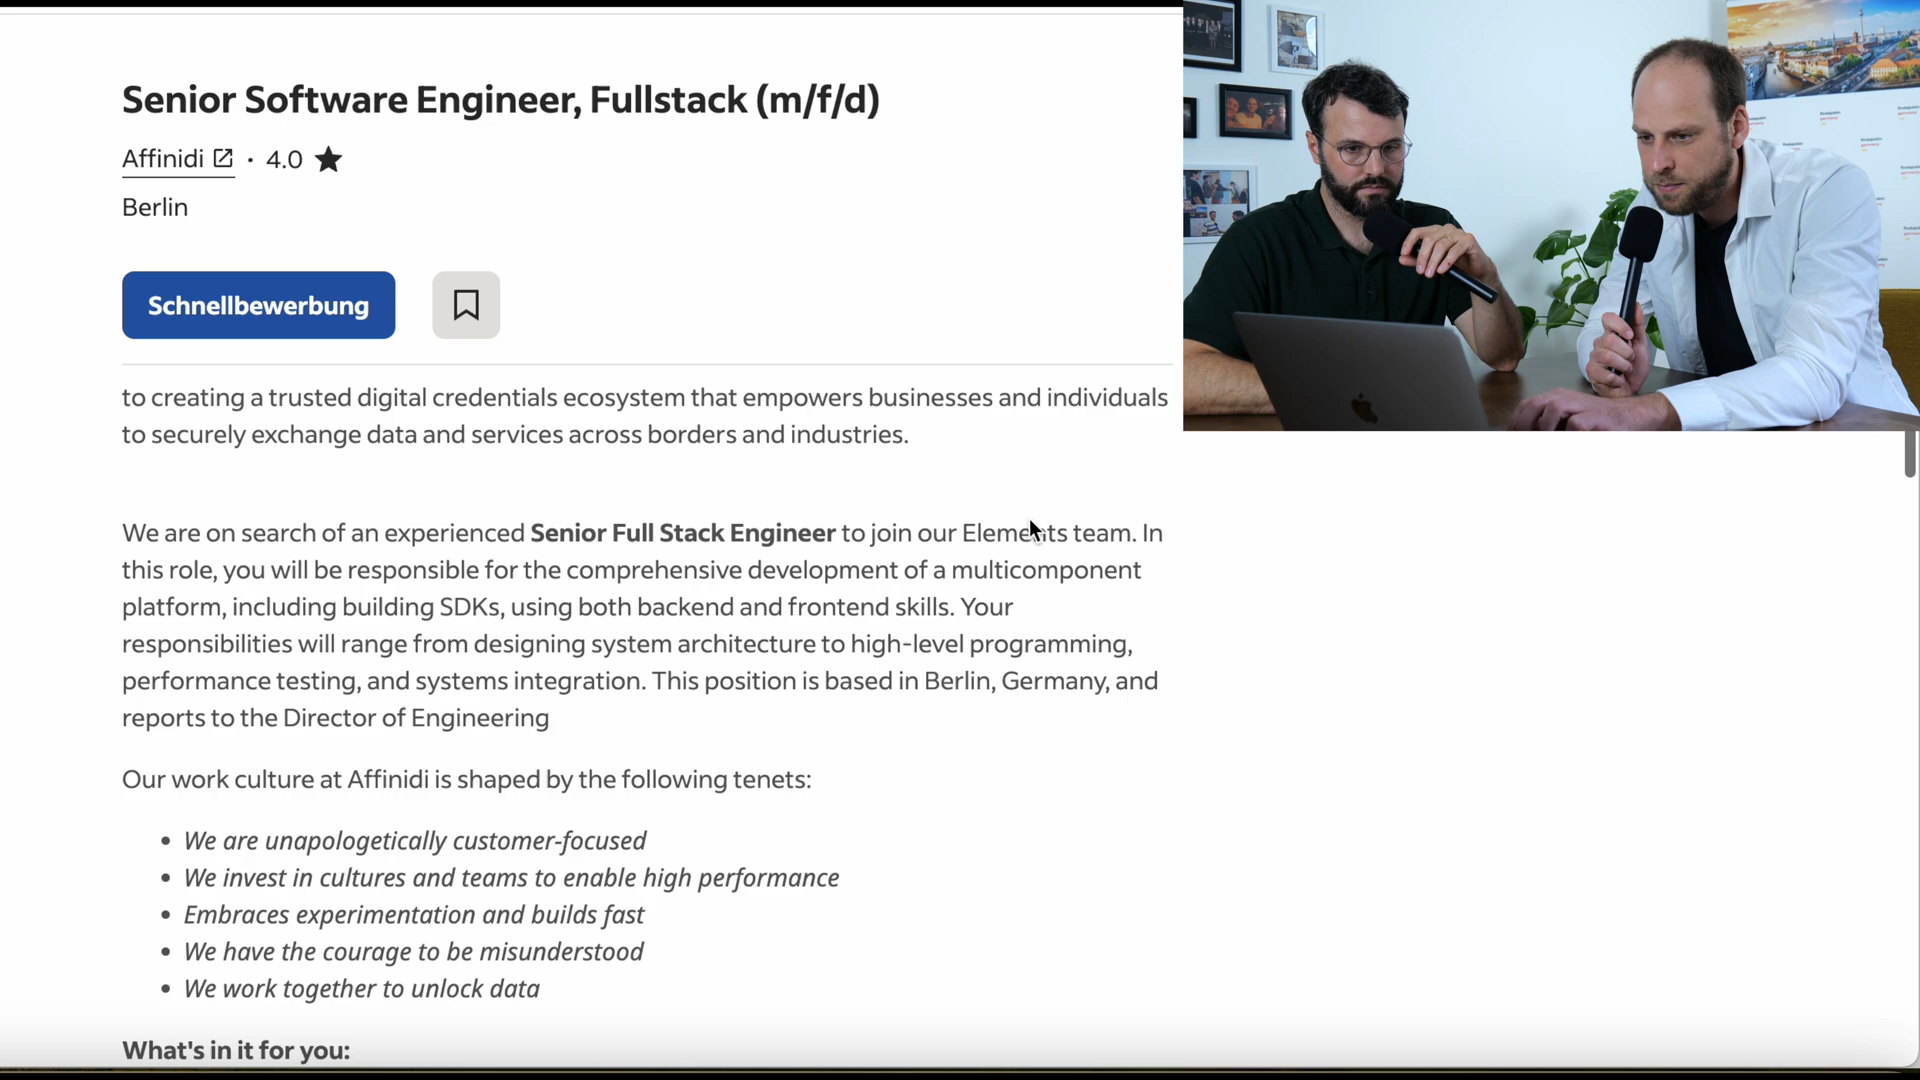 Senior Software Engineer, Fullstack (m/f/d)
Affinidi · 4.0 ★
Berlin
Schnellbewerbung
to creating a trusted digital credentials ecosystem that empowers businesses and individuals
to securely exchange data and services across borders and industries.
We are on search of an experienced Senior Full Stack Engineer to join our Elements team. In
this role, you will be responsible for the comprehensive development of a multicomponent
platform, including building SDKs, using both backend and frontend skills. Your
responsibilities will range from designing system architecture to high-level programming,
performance testing, and systems integration. This position is based in Berlin, Germany, and
reports to the Director of Engineering
Our work culture at Affinidi is shaped by the following tenets:
• We are unapologetically customer-focused
• We invest in cultures and teams to enable high performance
• Embraces experimentation and builds fast
• We have the courage to be misunderstood
• We work together to unlock data
What's in it for you: